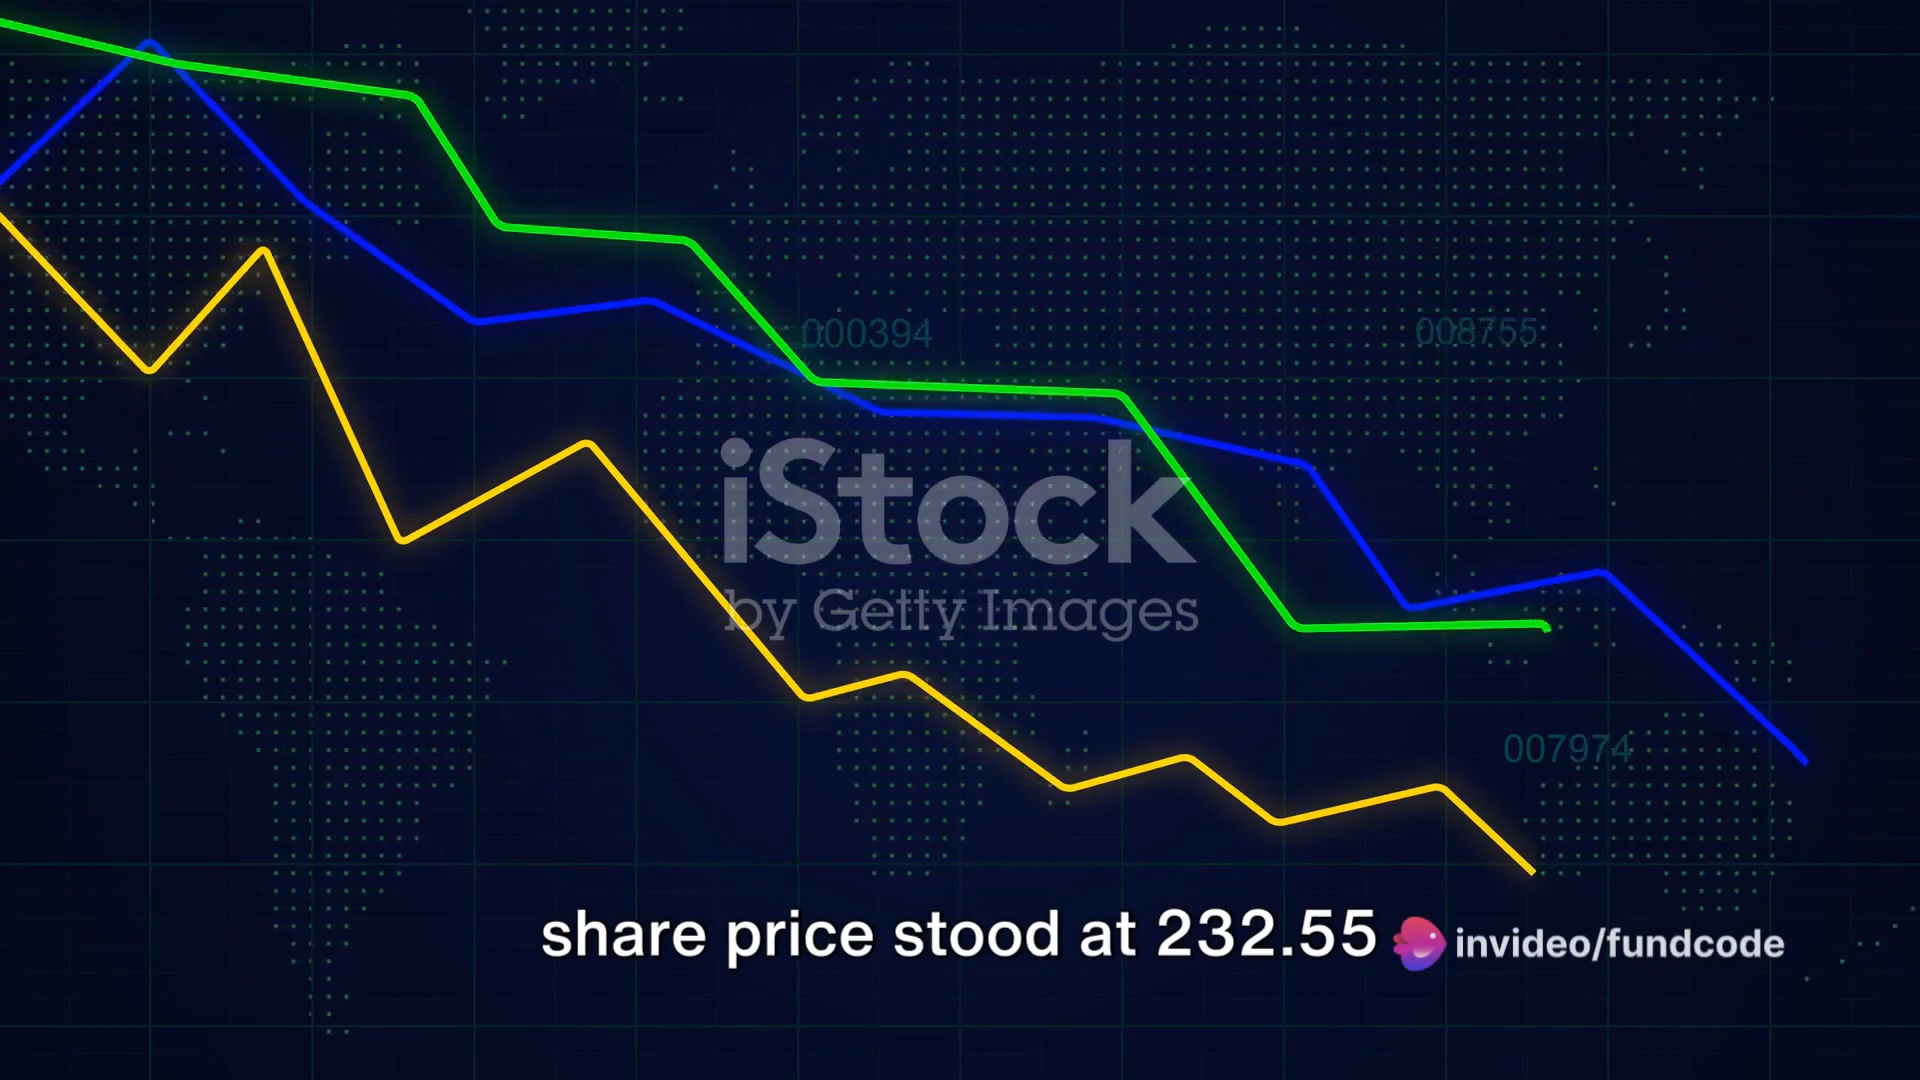 000394
008755
iStock
by Getty Images
007974
share price stood at 232.55
invideo/fundcode